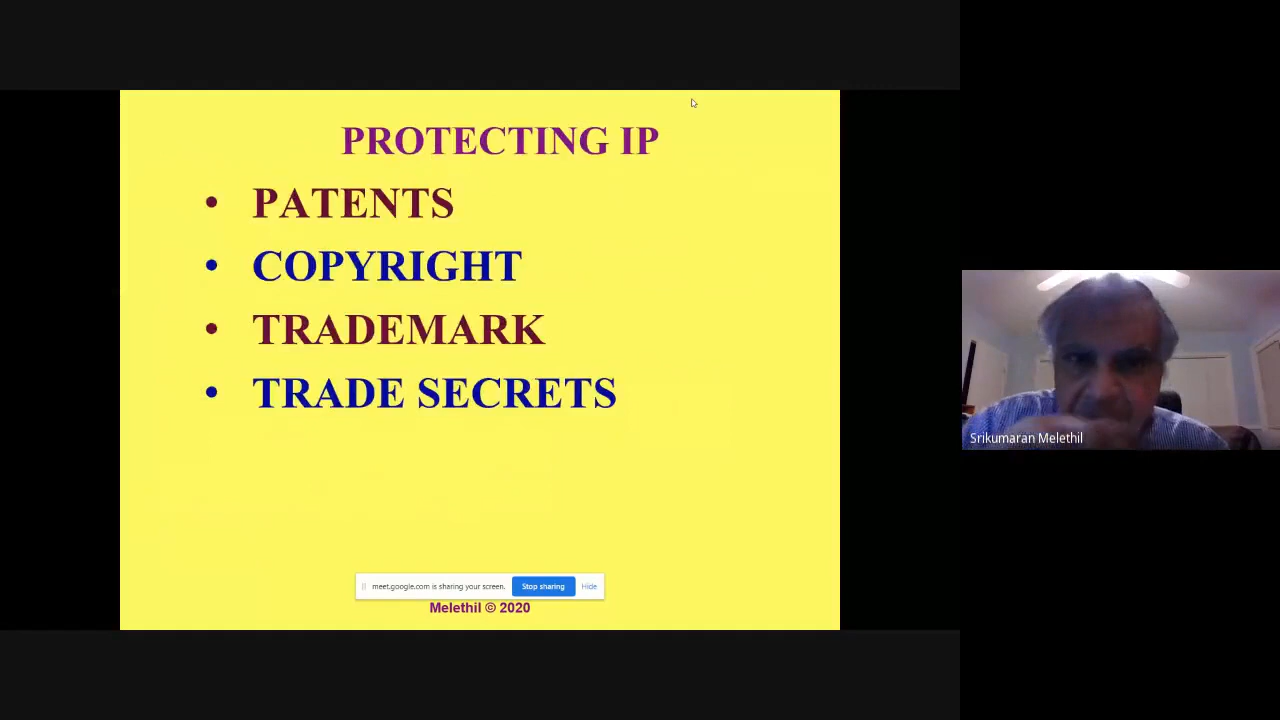 PROTECTING IP
• PATENTS
• COPYRIGHT
• TRADEMARK
• TRADE SECRETS
meet.google.com is sharing your screen. Stop sharing Hide
Melethil © 2020
Srikumaran Melethil